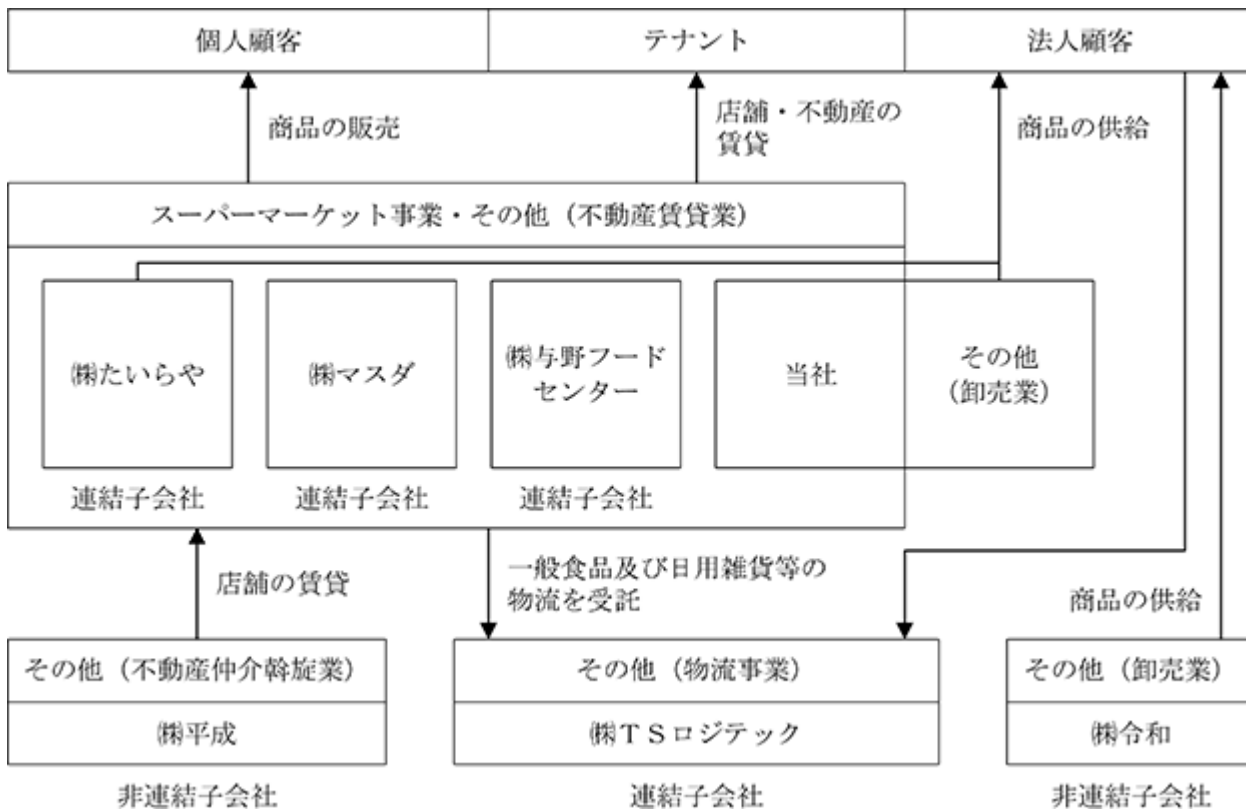 個人顧客
テナント
法人顧客
商品の販売
店舗・不動産の
賃貸
商品の供給
スーパーマーケット事業・その他（不動産賃貸業）
㈱たいらや
㈱マスダ
㈱与野フード
センター
当社
その他
（卸売業）
連結子会社
連結子会社
連結子会社
店舗の賃貸
一般食品及び日用雑貨等の
物流を受託
商品の供給
その他（不動産仲介斡旋業）
その他（物流事業）
その他（卸売業）
㈱平成
㈱ＴＳロジテック
㈱令和
非連結子会社
連結子会社
非連結子会社